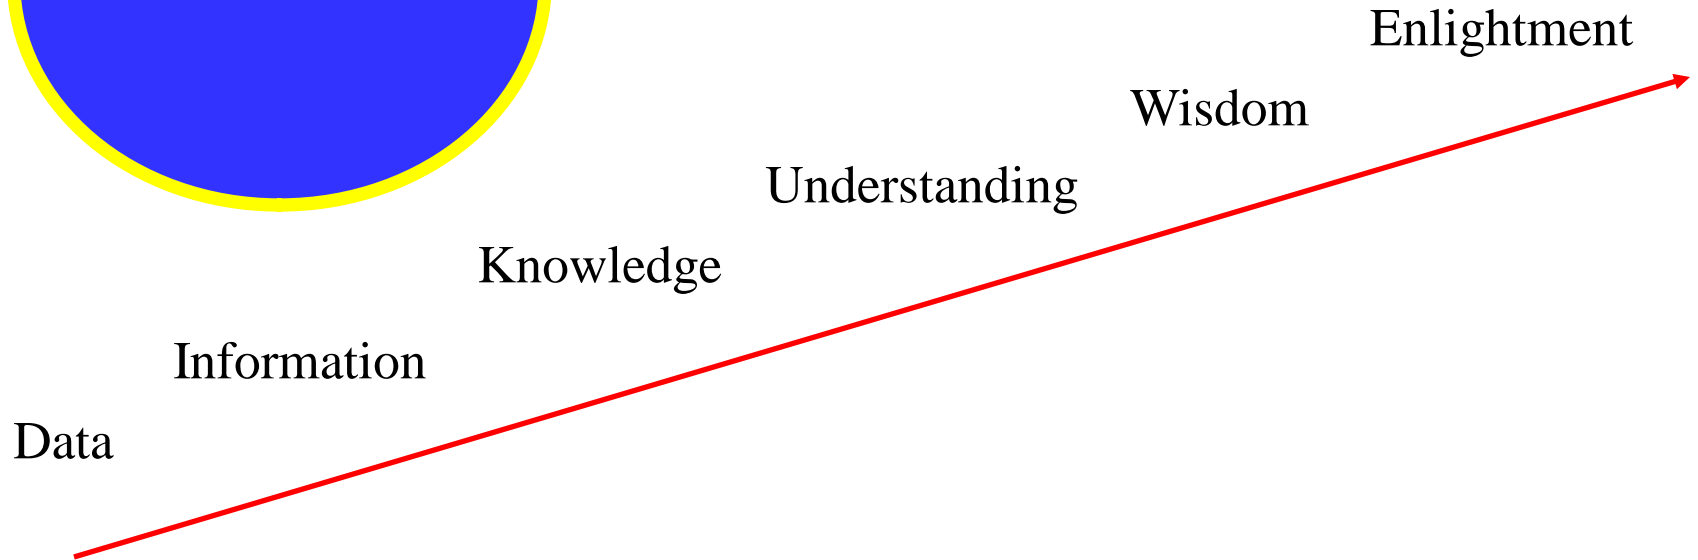 Enlightment
Wisdom
Understanding
Knowledge
Information
Data